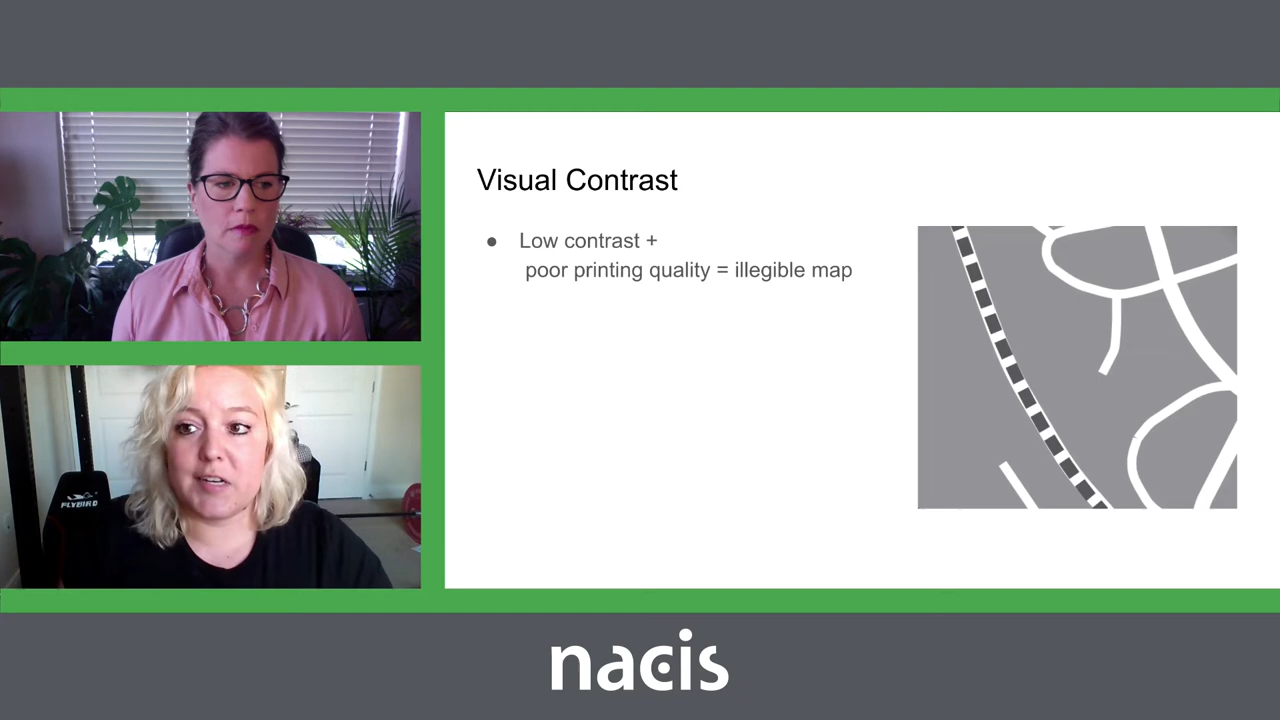 Visual Contrast
● Low contrast +
poor printing quality = illegible map
FLYBIRD
nacis